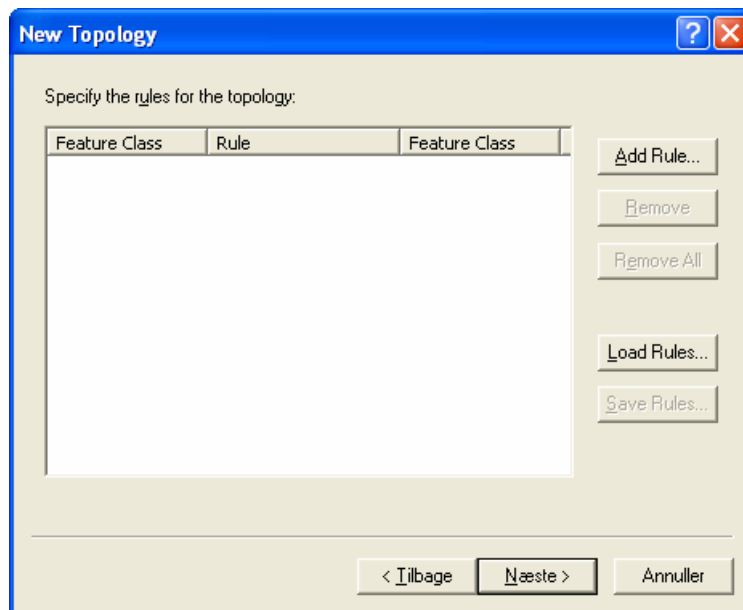 New Topology
Specify the rules for the topology:
Feature Class Rule Feature Class
Add Rule...
Remove
Remove All
Load Rules...
Save Rules...
< Tilbage Næste > Annuller